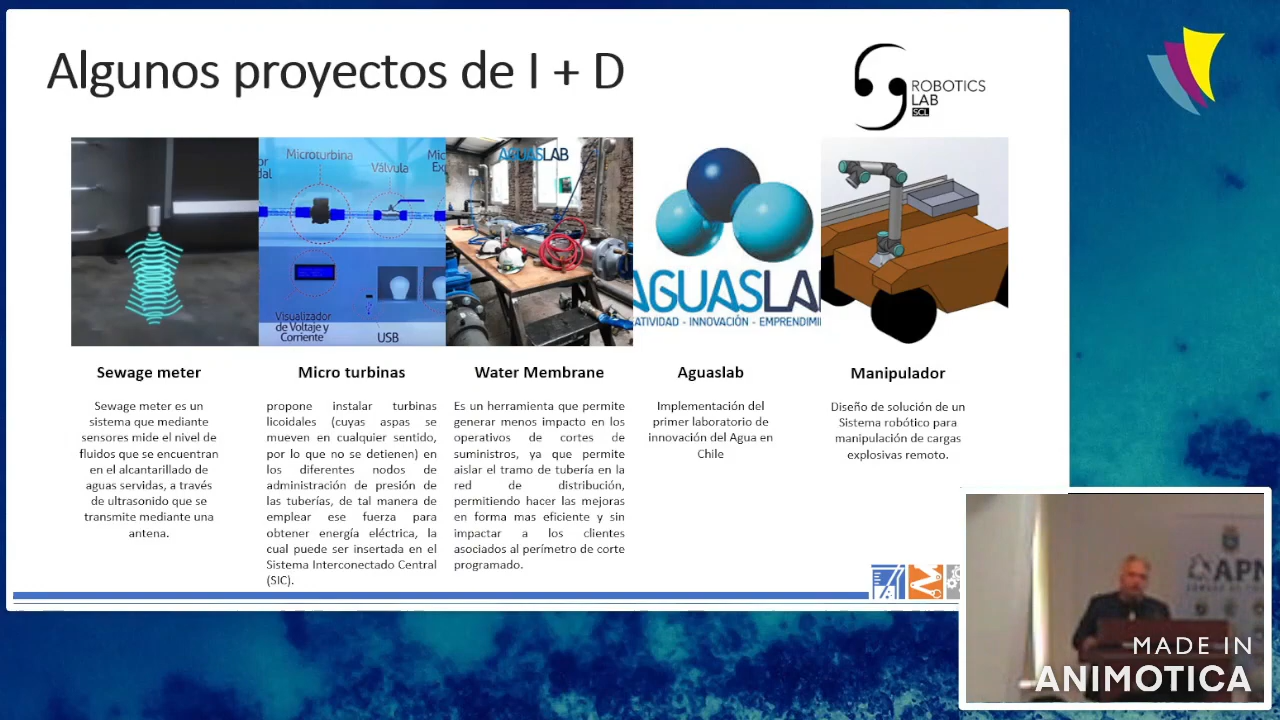 Algunos proyectos de I + D
ROBOTICS
LAB
SCL
Microturbina
Válvula
Visualizador
de Voltaje y
Corriente
USB
AGUASLAB
AGUASLA
CREATIVIDAD - INNOVACIÓN - EMPRENDIMI
Sewage meter
Sewage meter es un
sistema que mediante
sensores mide el nivel de
fluidos que se encuentran
en el alcantarillado de
aguas servidas, a través
de ultrasonido que se
transmite mediante una
antena.
Micro turbinas
propone instalar turbinas
licoidales (cuyas aspas se
mueven en cualquier sentido,
por lo que no se detienen) en
los diferentes nodos de
administración de presión de
las tuberías, de tal manera de
emplear ese fuerza para
obtener energía eléctrica, la
cual puede ser insertada en el
Sistema Interconectado Central
(SIC).
Water Membrane
Es un herramienta que permite
generar menos impacto en los
operativos de cortes de
suministros, ya que permite
aislar el tramo de tubería en la
red de distribución,
permitiendo hacer las mejoras
en forma mas eficiente y sin
impactar a los clientes
asociados al perímetro de corte
programado.
Aguaslab
Implementación del
primer laboratorio de
innovación del Agua en
Chile
Manipulador
Diseño de solución de un
Sistema robótico para
manipulación de cargas
explosivas remoto.
APN
MADE IN
ANIMOTICA